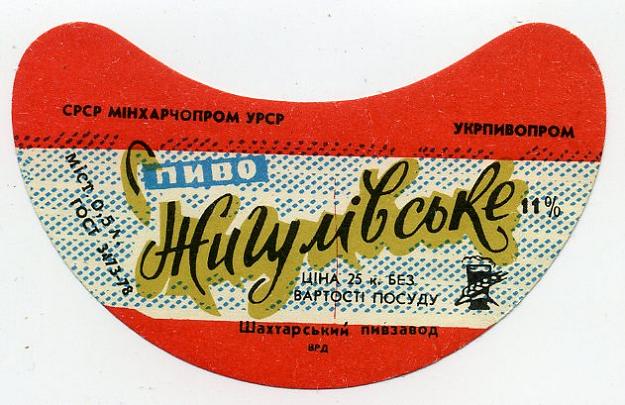 СРСР МІНХАРЧОПРОМ УРСР
УКРПИВОПРОМ
МІСТ. 0,5 л.
ГОСТ 3473-78
ПИВО
Жигулівське
11%
ЦІНА 25 к. БЕЗ
ВАРТОСТІ ПОСУДУ
Шахтарський пивзавод
ВРД